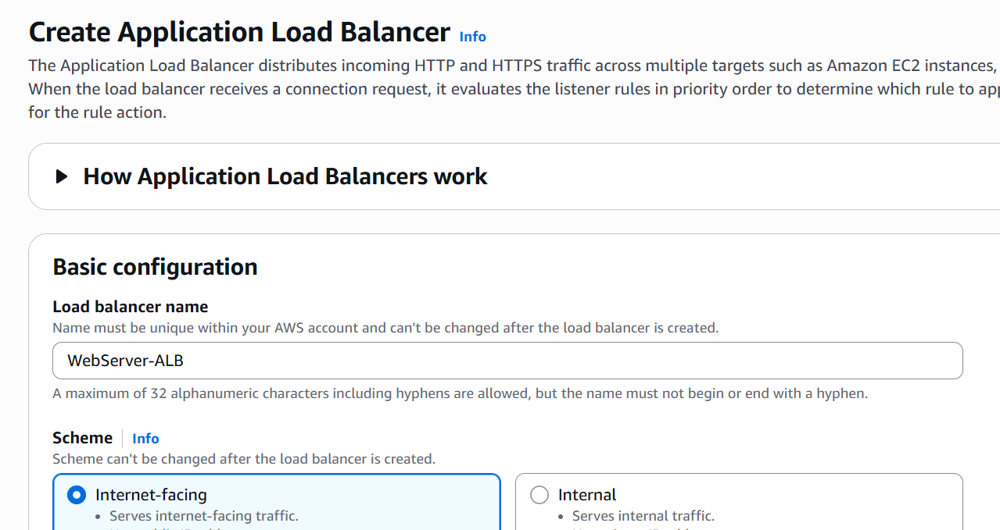 Create Application Load Balancer Info
The Application Load Balancer distributes incoming HTTP and HTTPS traffic across multiple targets such as Amazon EC2 instances,
When the load balancer receives a connection request, it evaluates the listener rules in priority order to determine which rule to
for the rule action.
How Application Load Balancers work
Basic configuration
Load balancer name
Name must be unique within your AWS account and can't be changed after the load balancer is created.
WebServer-ALB
A maximum of 32 alphanumeric characters including hyphens are allowed, but the name must not begin or end with a hyphen.
Scheme Info
Scheme can't be changed after the load balancer is created.
Internet-facing
• Serves internet-facing traffic.
Internal
• Serves internal traffic.